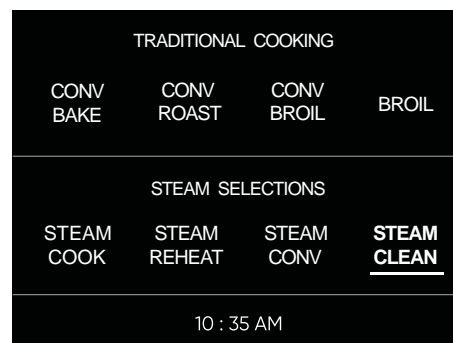 TRADITIONAL COOKING
CONV CONV CONV BROIL
BAKE ROAST BROIL
STEAM SELECTIONS
STEAM STEAM STEAM STEAM
COOK REHEAT CONV CLEAN
10 : 35 AM